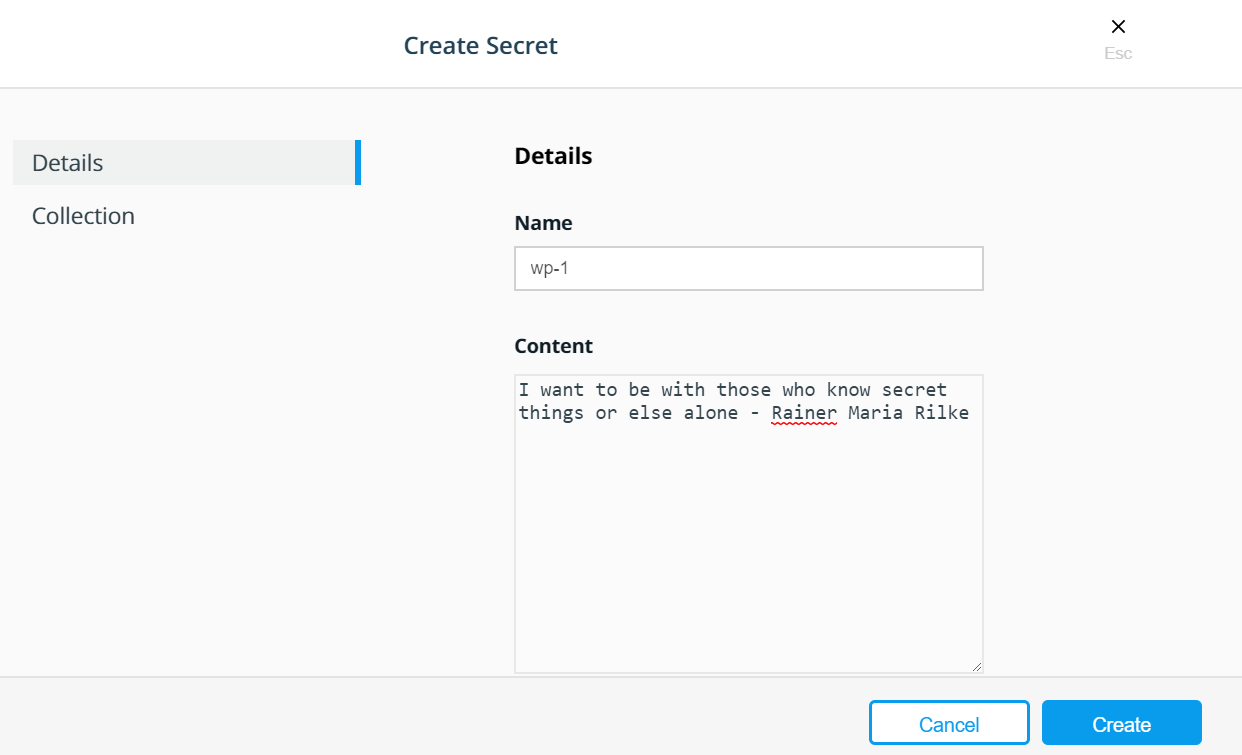 Create Secret
Esc
Details
Collection
Details
Name
wp-1
Content
I want to be with those who know secret
things or else alone - Rainer Maria Rilke
Cancel
Create